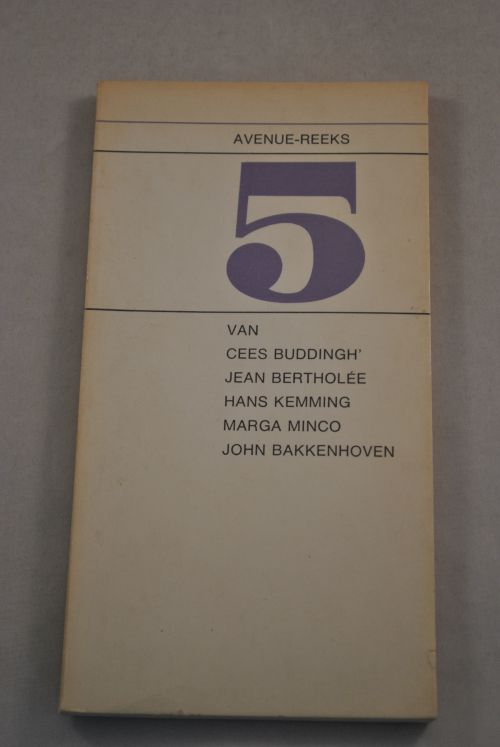 AVENUE-REEKS
5
VAN
CEES BUDDINGH'
JEAN BERTHOLÉE
HANS KEMMING
MARGA MINCO
JOHN BAKKENHOVEN